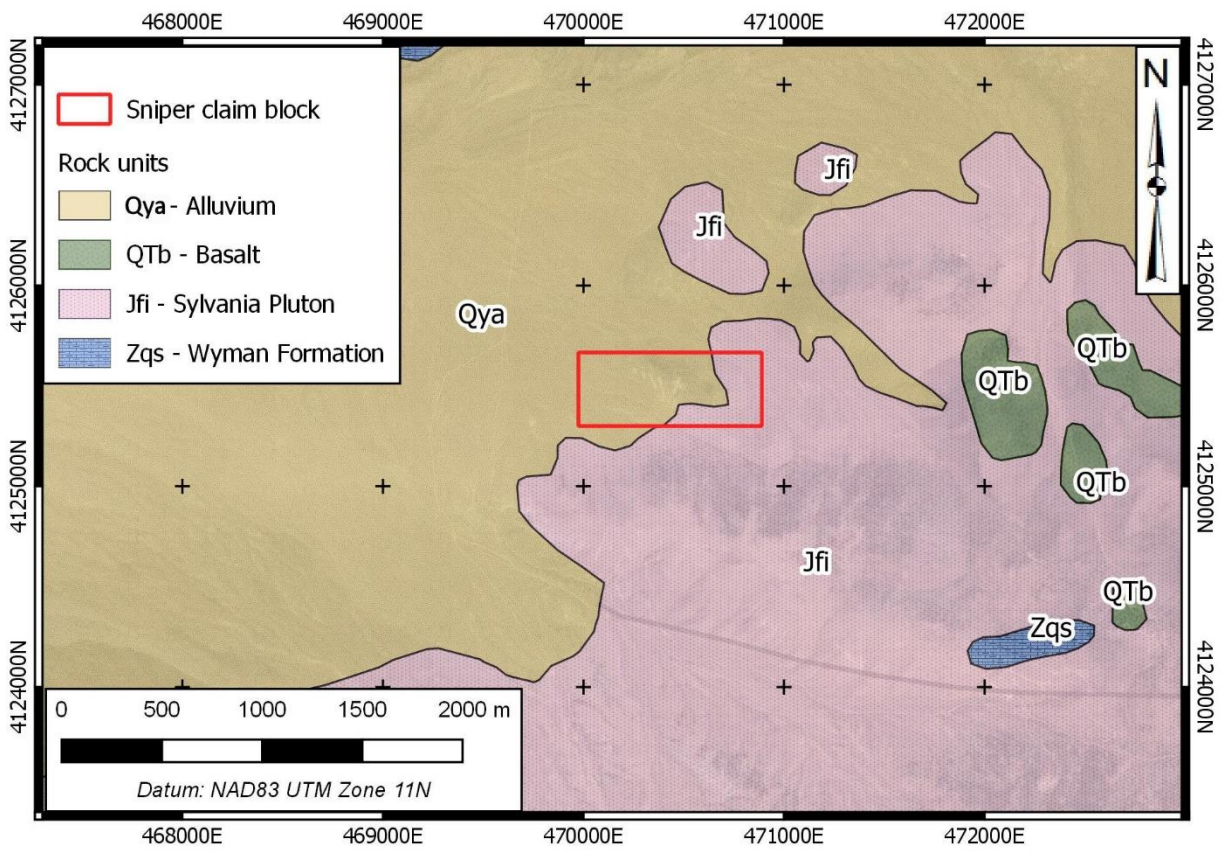 468000E 469000E 470000E 471000E 472000E
4127000N
4127000N
N
Sniper claim block
Rock units
Qya - Alluvium
QTb - Basalt
Jfi - Sylvania Pluton
Zqs - Wyman Formation
Jfi
Jfi
4126000N
4126000N
Qya
QTb
QTb
QTb
4125000N
4125000N
Jfi
QTb
Zqs
4124000N
4124000N
0 500 1000 1500 2000 m
Datum: NAD83 UTM Zone 11N
468000E 469000E 470000E 471000E 472000E